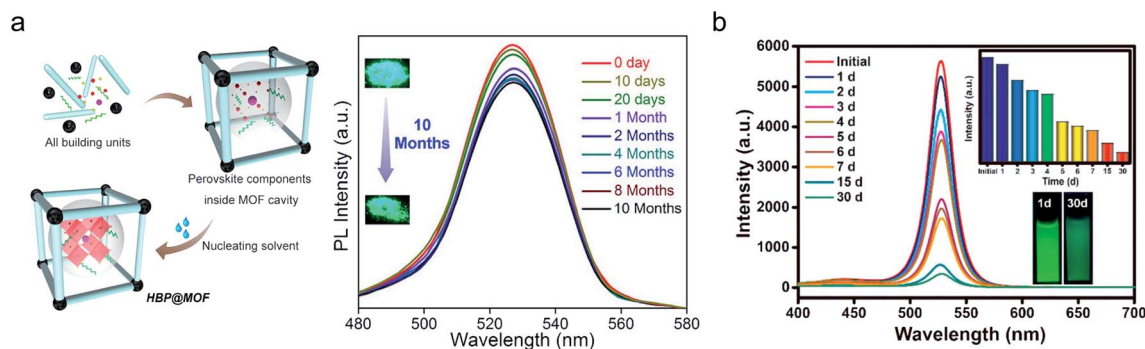 a
All building units
Perovskite components
inside MOF cavity
Nucleating solvent
HBP@MOF
PL Intensity (a.u.)
10
Months
0 day
10 days
20 days
1 Month
2 Months
4 Months
6 Months
8 Months
10 Months
480 500 520 540 560 580
Wavelength (nm)
b
Intensity (a.u.)
6000
5000
4000
3000
2000
1000
0
Initial
1 d
2 d
3 d
4 d
5 d
6 d
7 d
15 d
30 d
Intensity (a.u.)
Initial 1 2 3 4 5 6 7 15 30
Time (d)
1d 30d
400 450 500 550 600 650 700
Wavelength (nm)